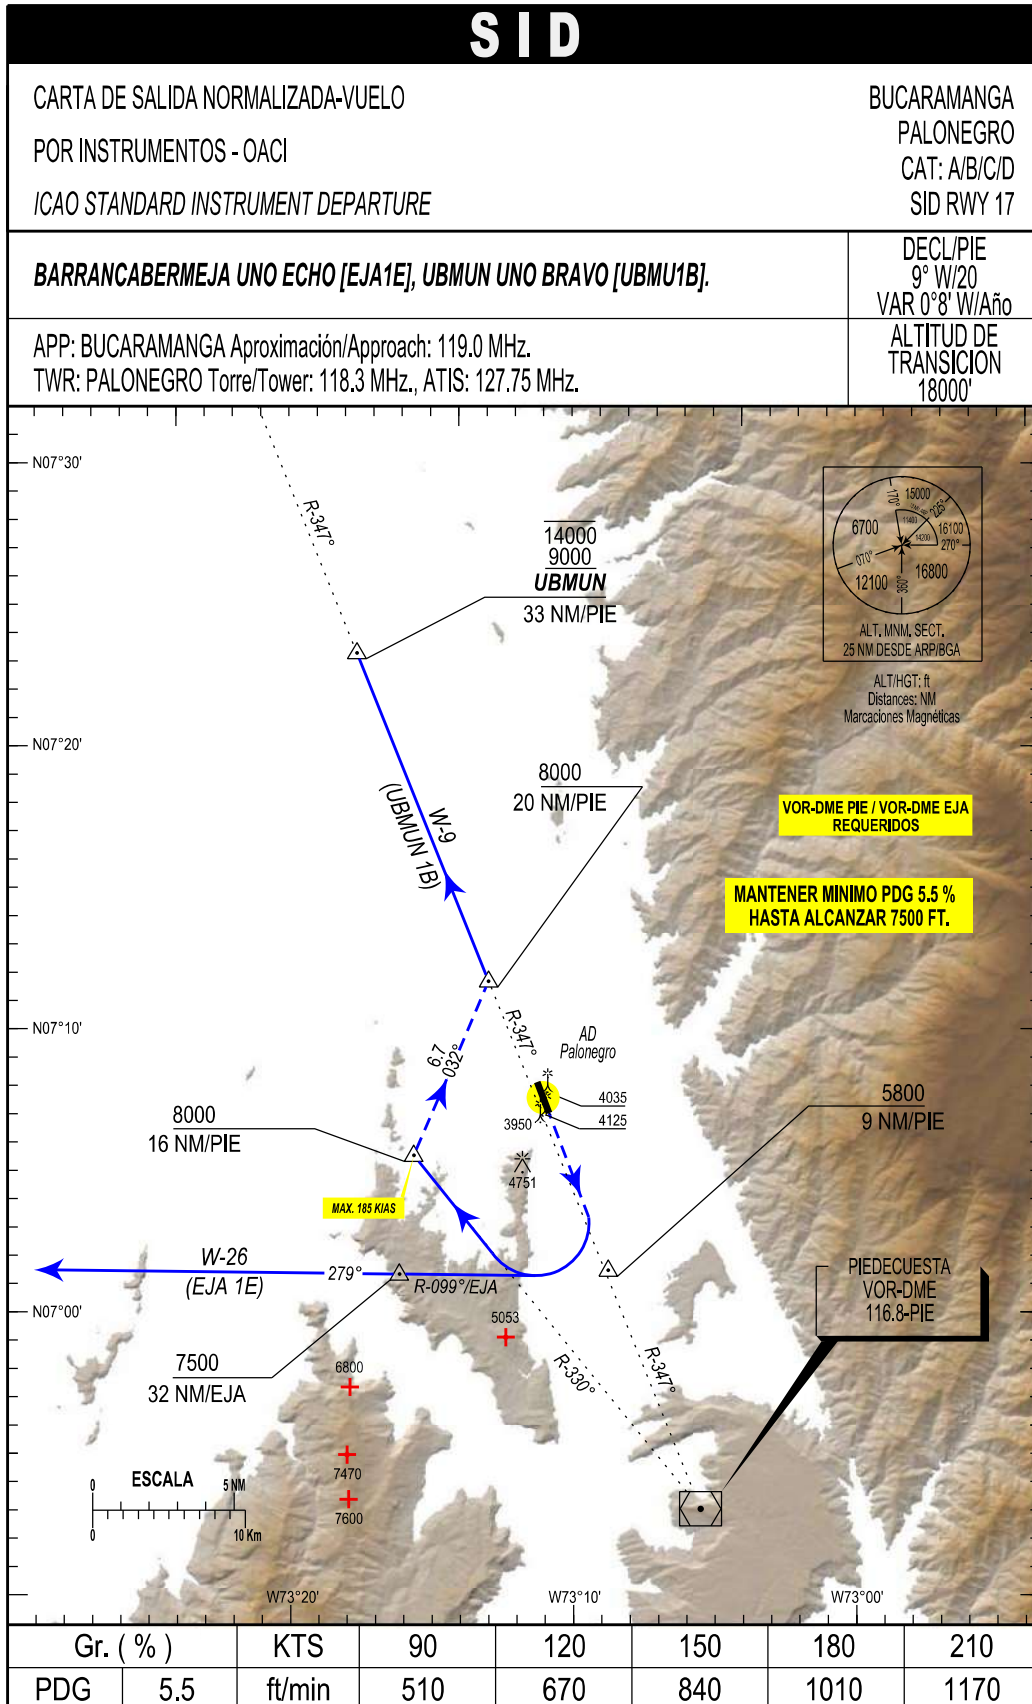 SID
CARTA DE SALIDA NORMALIZADA-VUELO
POR INSTRUMENTOS - OACI
ICAO STANDARD INSTRUMENT DEPARTURE
BUCARAMANGA
PALONEGRO
CAT: A/B/C/D
SID RWY 17
BARRANCABERMEJA UNO ECHO [EJA1E], UBMUN UNO BRAVO [UBMU1B].
DECL/PIE
9° W/20
VAR 0°8' W/Año
APP: BUCARAMANGA Aproximación/Approach: 119.0 MHz.
TWR: PALONEGRO Torre/Tower: 118.3 MHz., ATIS: 127.75 MHz.
ALTITUD DE
TRANSICION
18000'
N07°30'
R-347°
14000
9000
UBMUN
33 NM/PIE
170°
15000
225°
6700
11400
16100
14200
270°
070°
12100
360°
16800
ALT. MNM. SECT.
25 NM DESDE ARP/BGA
ALT/HGT: ft
Distances: NM
Marcaciones Magnéticas
N07°20'
8000
20 NM/PIE
W-9
(UBMUN 1B)
VOR-DME PIE / VOR-DME EJA
REQUERIDOS
MANTENER MINIMO PDG 5.5 %
HASTA ALCANZAR 7500 FT.
N07°10'
R-347°
AD
Palonegro
6.7
032°
4035
4125
3950
5800
9 NM/PIE
8000
16 NM/PIE
4751
MAX. 185 KIAS
W-26
(EJA 1E)
279°
R-099°/EJA
PIEDECUESTA
VOR-DME
116.8-PIE
N07°00'
5053
7500
32 NM/EJA
6800
R-330°
R-347°
7470
7600
ESCALA
0
5 NM
0
10 Km
W73°20'
W73°10'
W73°00'
Gr. ( % )
KTS
90
120
150
180
210
PDG
5.5
ft/min
510
670
840
1010
1170